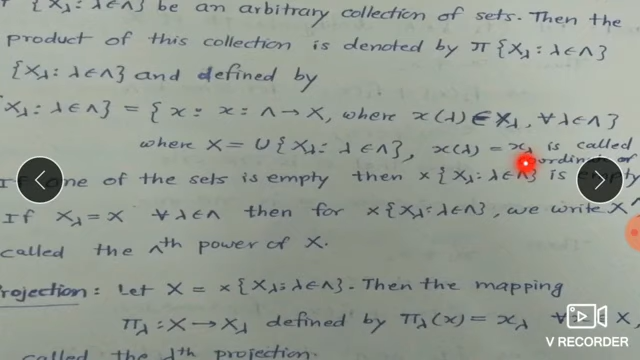 {Xλ : λ∈Λ} be an arbitrary collection of sets. Then the
product of this collection is denoted by π{Xλ : λ∈Λ}
{Xλ : λ∈Λ} and defined by
{Xλ : λ∈Λ} = {x : x : Λ→X, where x(λ)∈Xλ, ∀λ∈Λ}
where X = ∪{Xλ : λ∈Λ}, x(λ) = xλ is called
If one of the sets is empty then ×{Xλ : λ∈Λ} is empty
If Xλ = X ∀λ∈Λ then for ×{Xλ : λ∈Λ}, we write X^Λ
called the Λth power of X.
rojection: Let X = ×{Xλ : λ∈Λ}. Then the mapping
πλ : X→Xλ defined by πλ(x) = xλ ∀ X,
called the λth projection.
V RECORDER